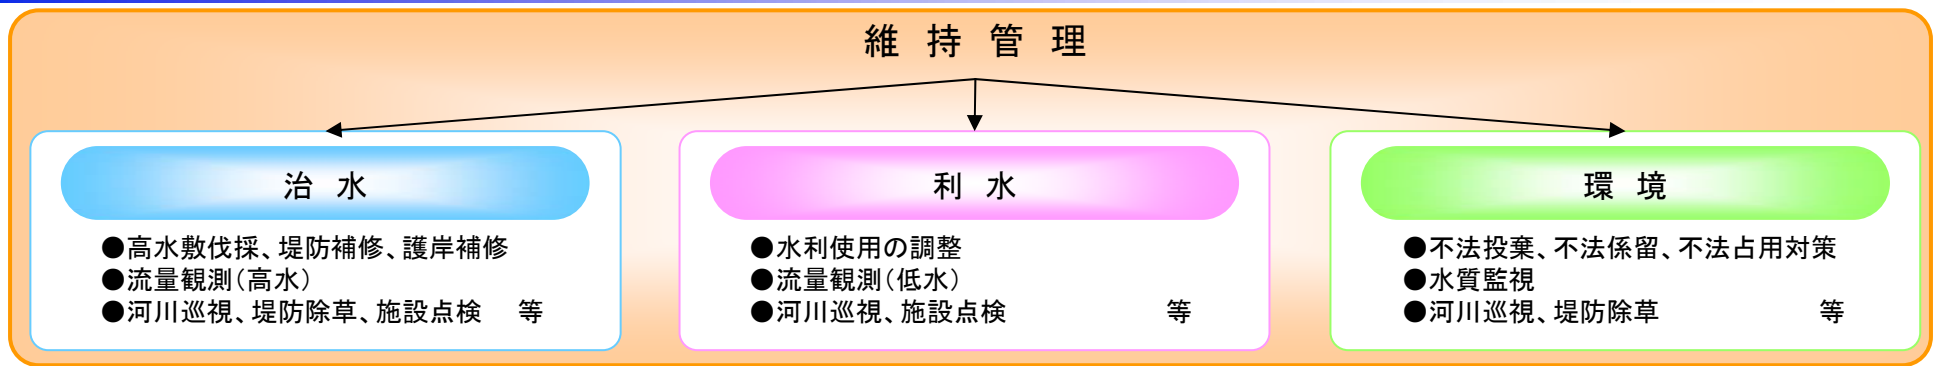 維持管理
治水
●高水敷伐採、堤防補修、護岸補修
●流量観測(高水)
●河川巡視、堤防除草、施設点検 等
利水
●水利使用の調整
●流量観測(低水)
●河川巡視、施設点検 等
環境
●不法投棄、不法係留、不法占用対策
●水質監視
●河川巡視、堤防除草 等